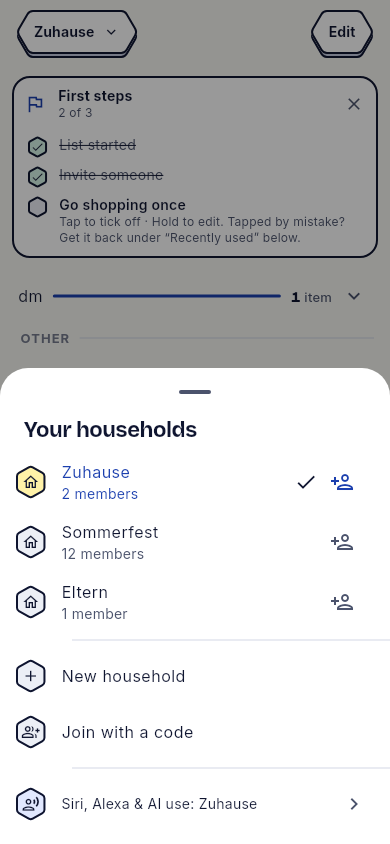 Zuhause
Edit
First steps
2 of 3
List started
Invite someone
Go shopping once
Tap to tick off · Hold to edit. Tapped by mistake?
Get it back under “Recently used” below.
dm
1 item
OTHER
Your households
Zuhause
2 members
Sommerfest
12 members
Eltern
1 member
New household
Join with a code
Siri, Alexa & AI use: Zuhause